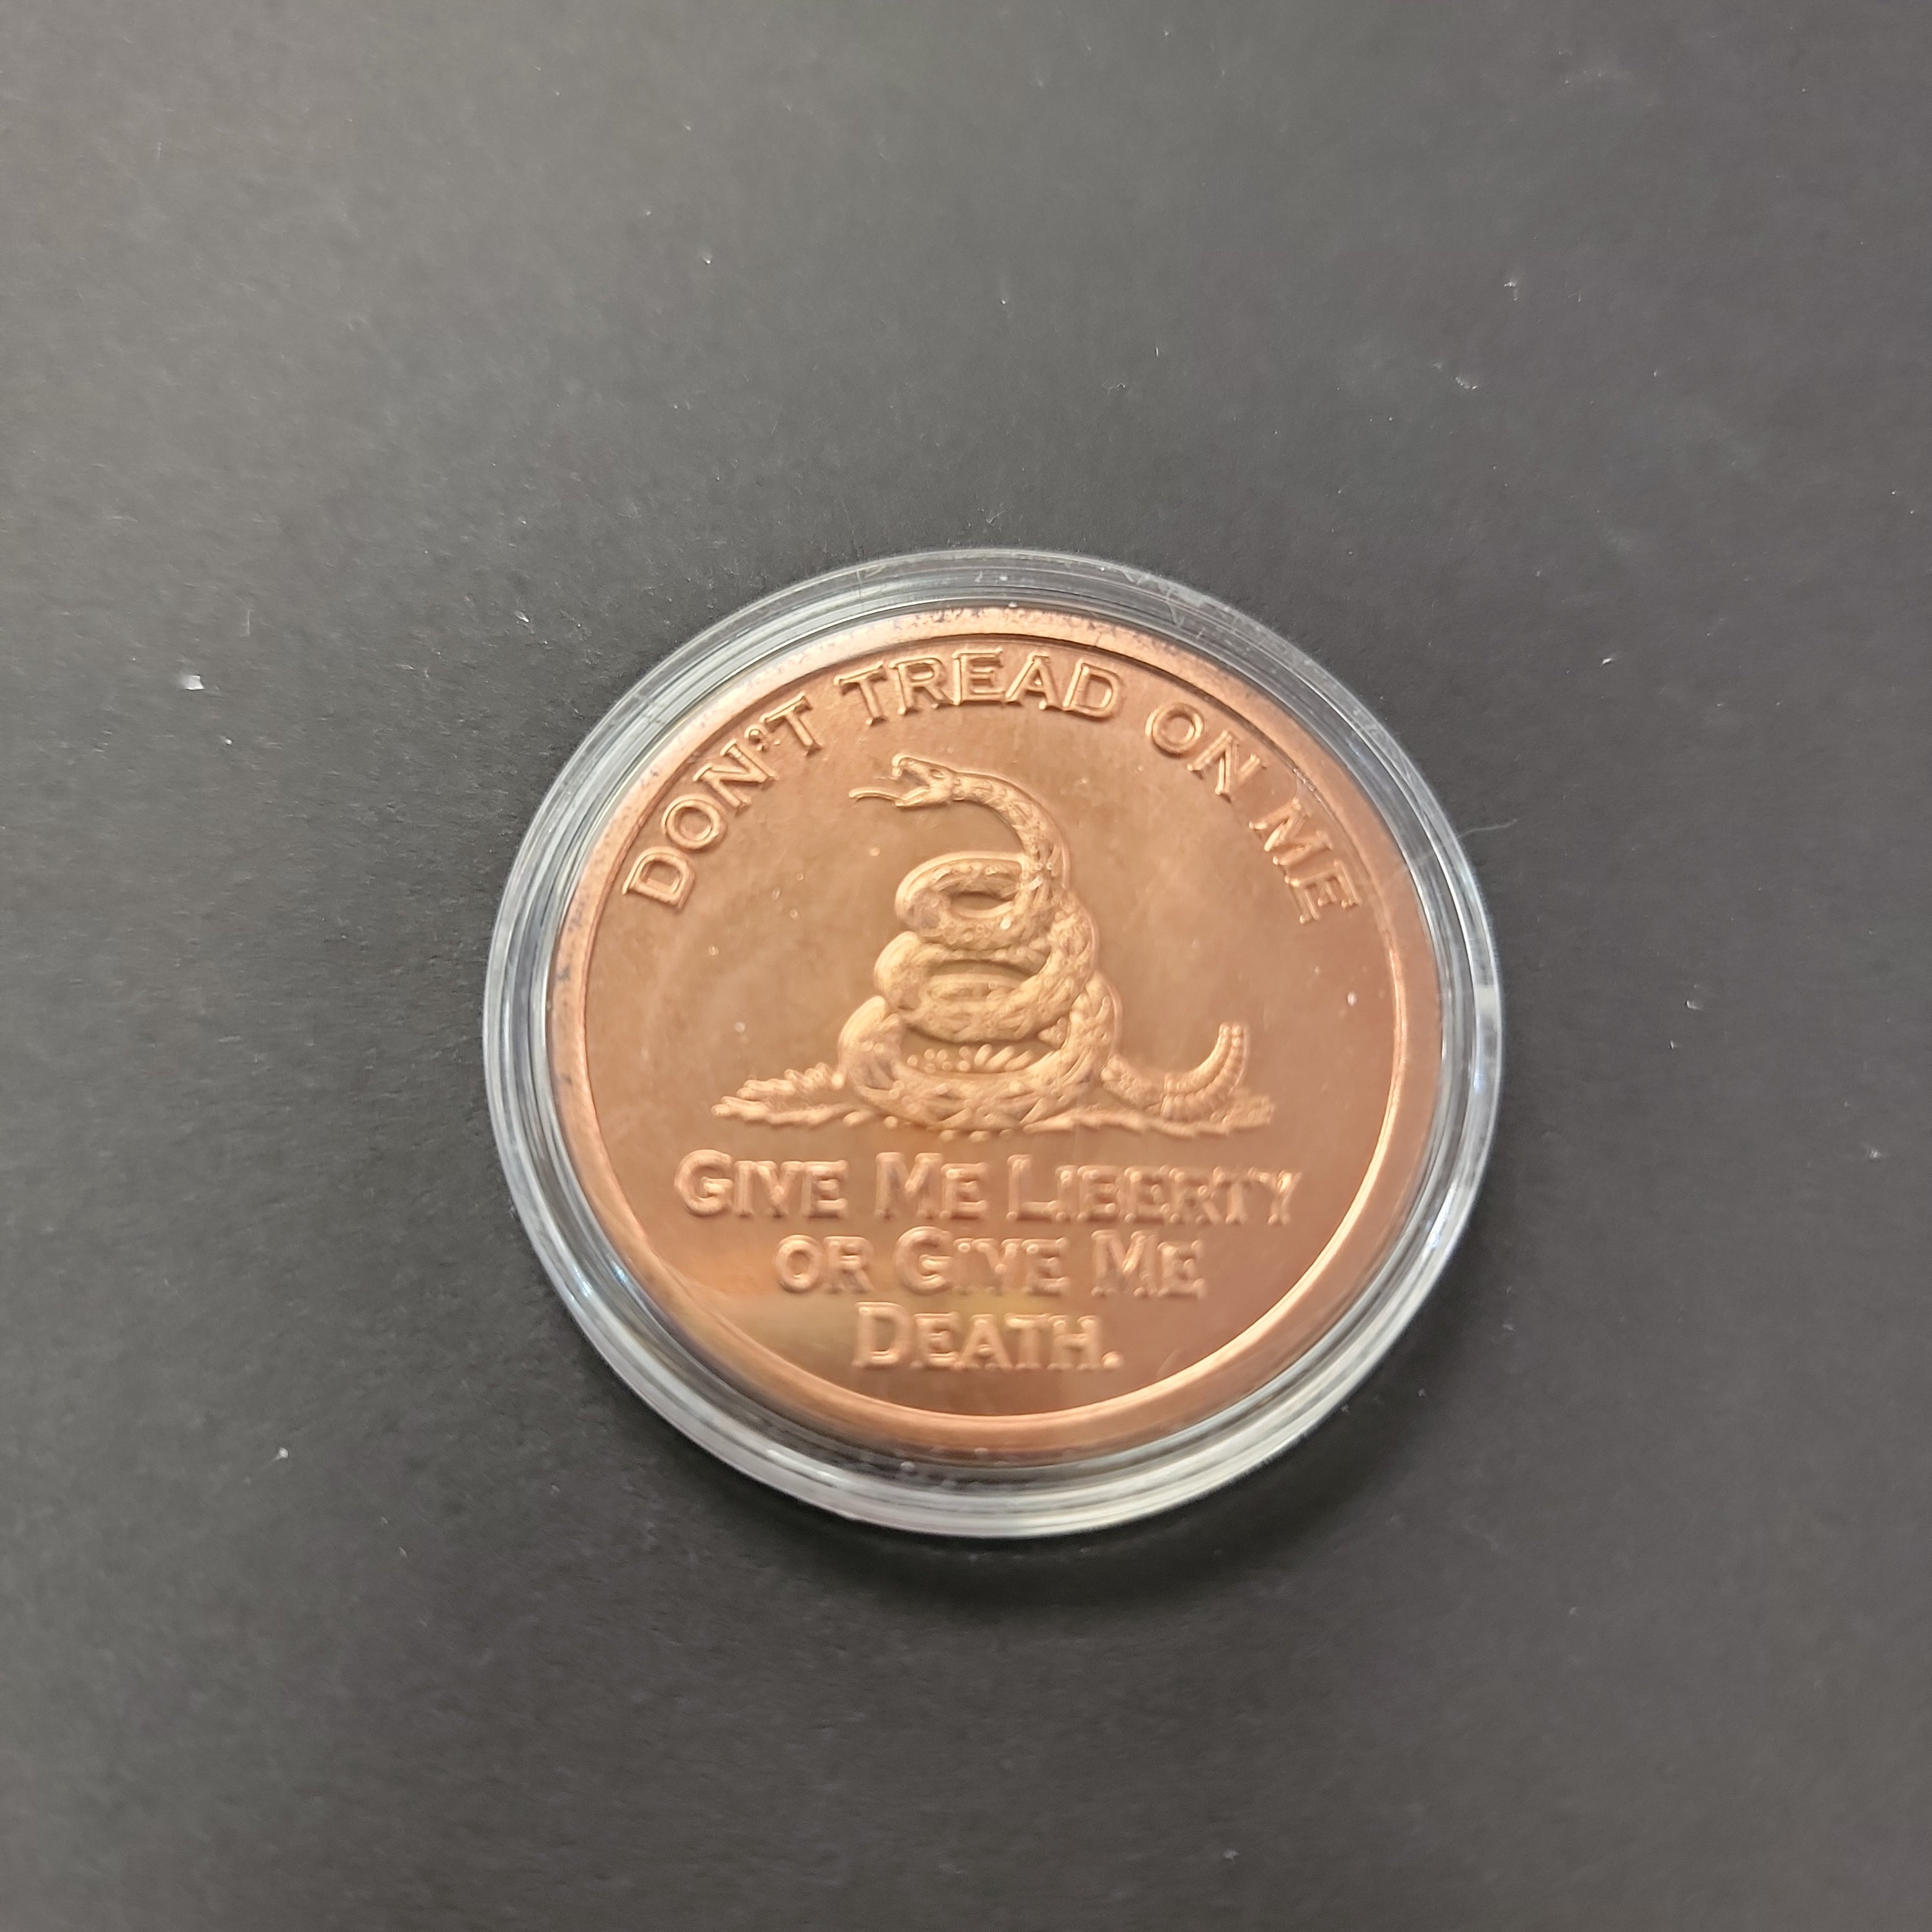 DON'T TREAD ON ME
GIVE ME LIBERTY
OR GIVE ME
DEATH.